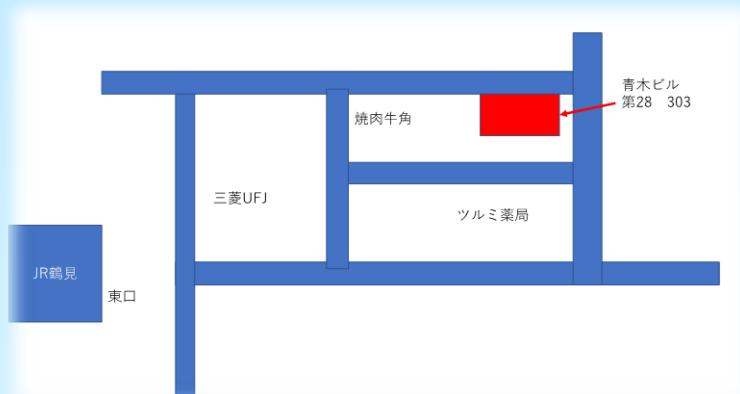 青木ビル
第28 303
焼肉牛角
三菱UFJ
ツルミ薬局
JR鶴見
東口